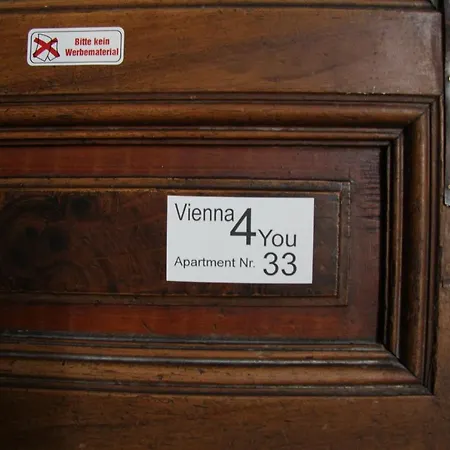 Bitte kein
Werbematerial
Vienna 4 You
Apartment Nr. 33